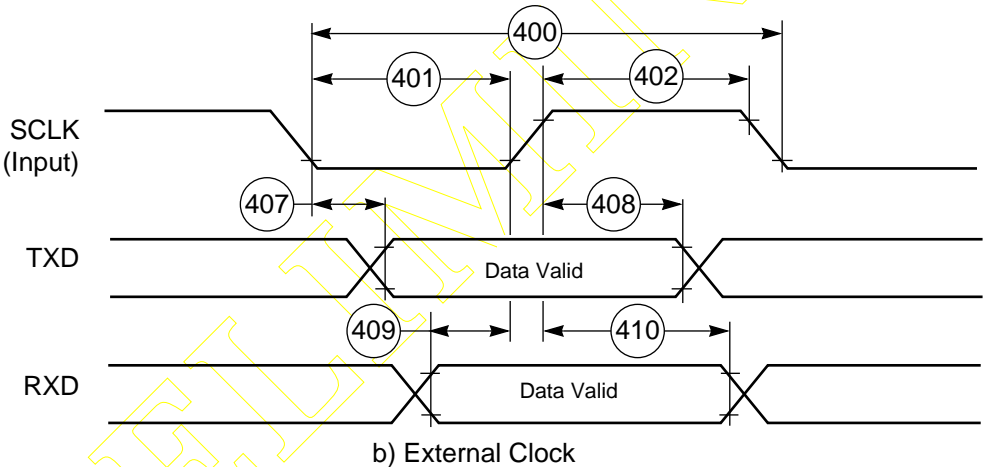 400
401
402
SCLK
(Input)
407
408
TXD
Data Valid
409
410
RXD
Data Valid
b) External Clock